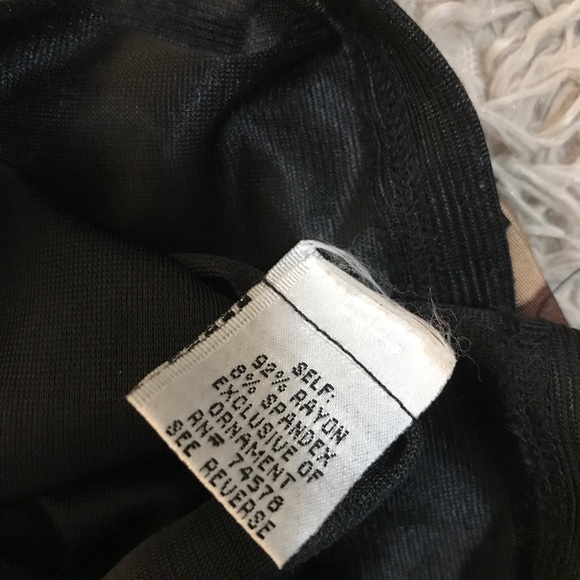 SELF:
92% RAYON
8% SPANDEX
EXCLUSIVE OF
ORNAMENT
RN# 74578
SEE REVERSE